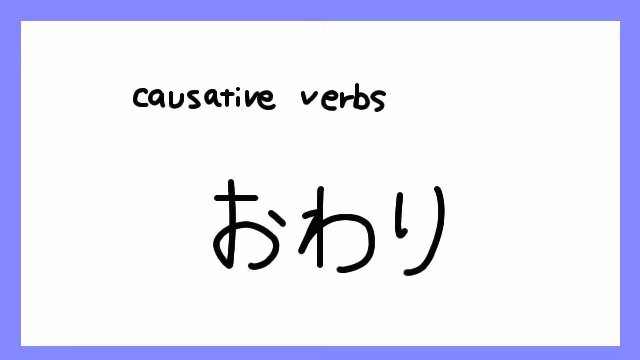 causative verbs
おわり